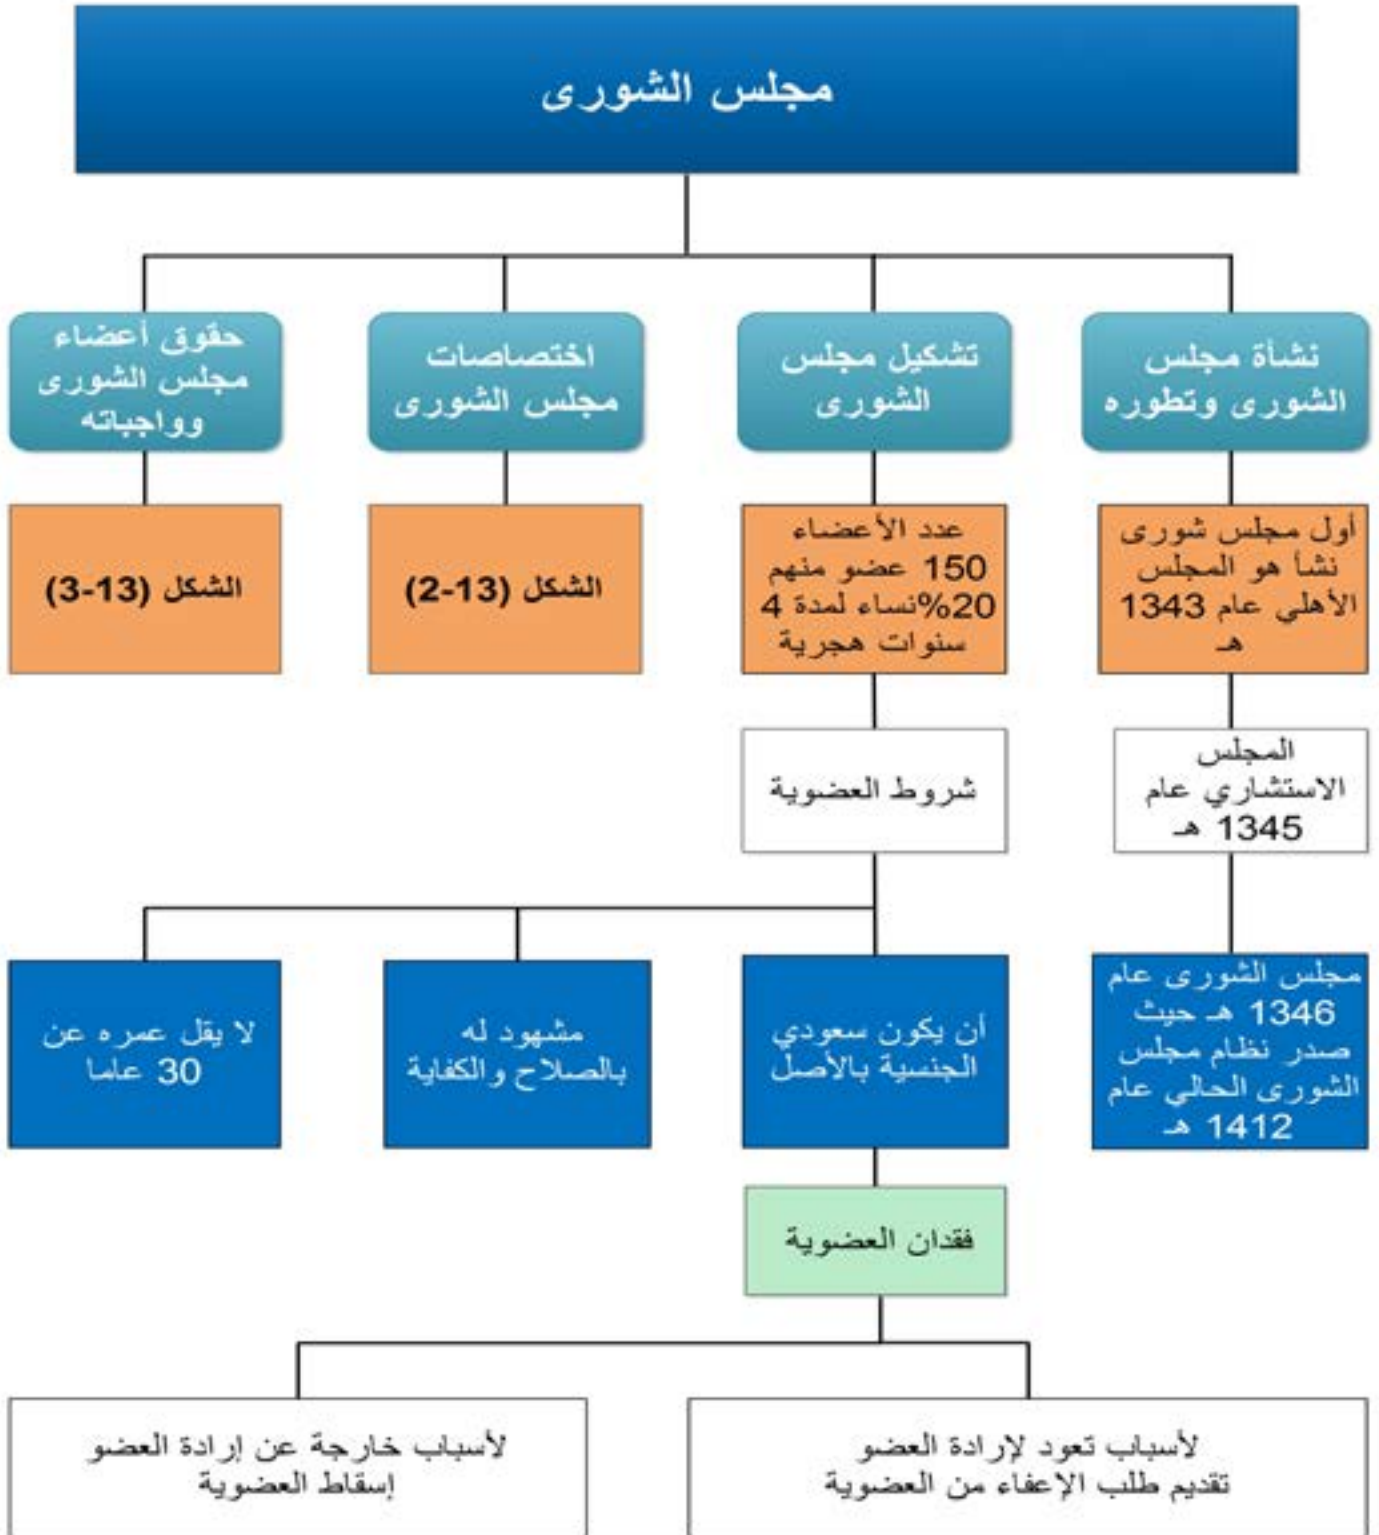 مجلس الشورى
نشأة مجلس
الشورى وتطوره
تشكيل مجلس
الشورى
اختصاصات
مجلس الشورى
حقوق أعضاء
مجلس الشورى
وواجباته
أول مجلس شورى
نشأ هو المجلس
الأهلي عام 1343
هـ
عدد الأعضاء
150 عضو منهم
20%نساء لمدة 4
سنوات هجرية
الشكل (13-2)
الشكل (13-3)
المجلس
الاستشاري عام
1345 هـ
شروط العضوية
مجلس الشورى عام
1346 هـ حيث
صدر نظام مجلس
الشورى الحالي عام
1412 هـ
أن يكون سعودي
الجنسية بالأصل
مشهود له
بالصلاح والكفاية
لا يقل عمره عن
30 عاما
فقدان العضوية
لأسباب تعود لإرادة العضو
تقديم طلب الإعفاء من العضوية
لأسباب خارجة عن إرادة العضو
إسقاط العضوية